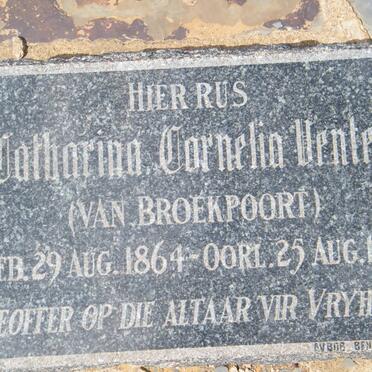 HIER RUS
Catharina Cornelia Vente
(VAN BROEKPOORT)
EB. 29 AUG. 1864 - OORL. 25 AUG. 1
EOFFER OP DIE ALTAAR VIR VRYH